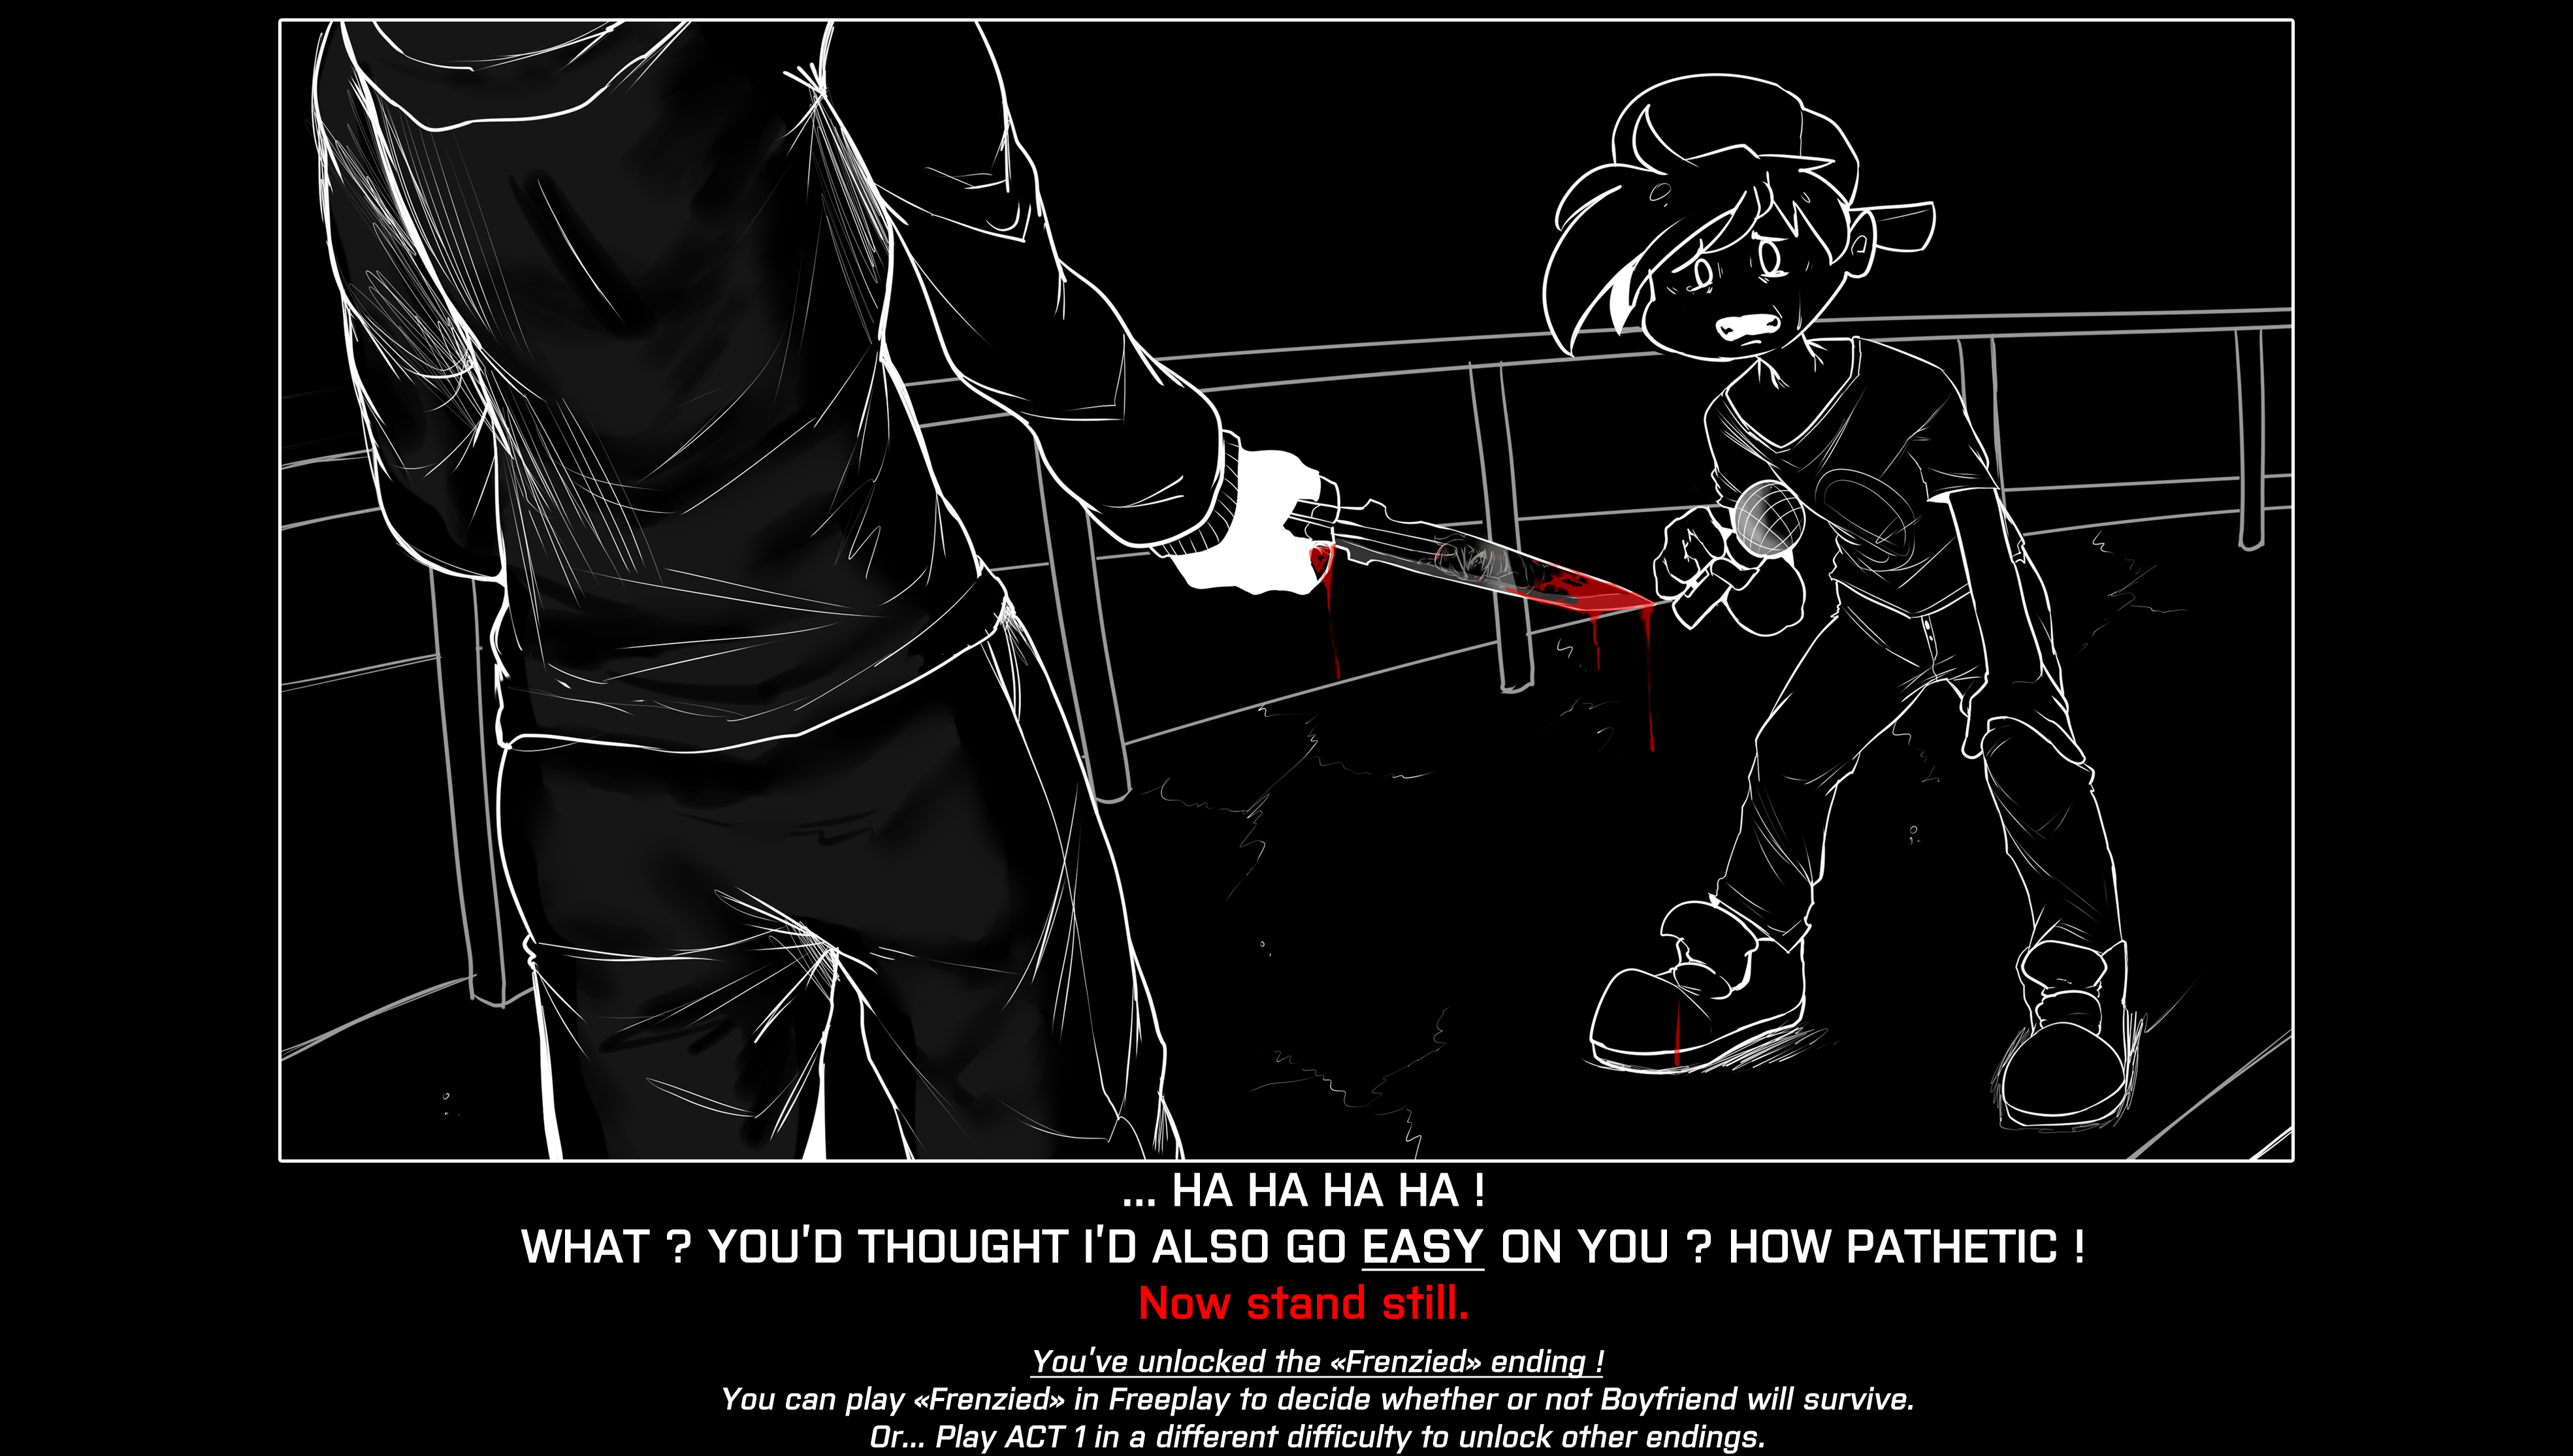 ... HA HA HA HA !
WHAT ? YOU'D THOUGHT I'D ALSO GO EASY ON YOU ? HOW PATHETIC !
Now stand still.
You've unlocked the «Frenzied» ending !
You can play «Frenzied» in Freeplay to decide whether or not Boyfriend will survive.
Or... Play ACT 1 in a different difficulty to unlock other endings.